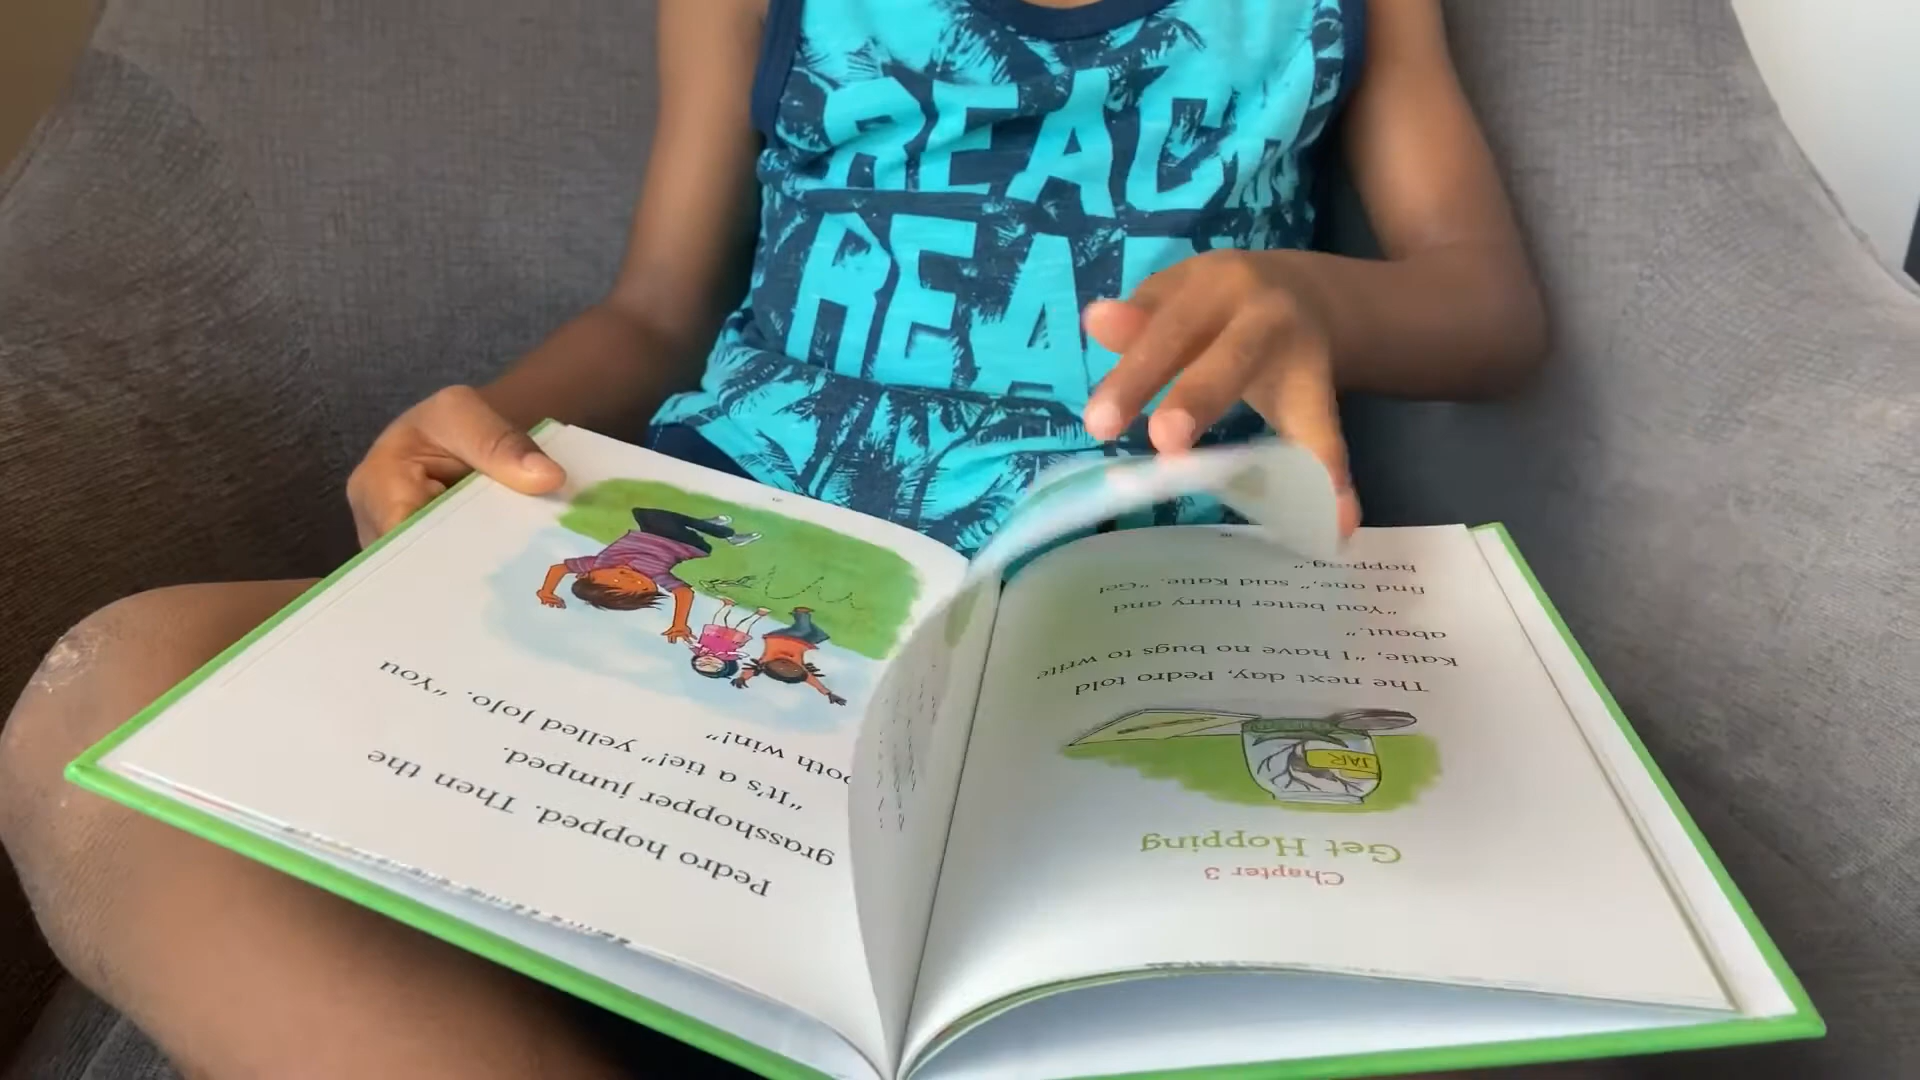 REACH
READY
Chapter 3
Get Hopping
JAR
The next day, Pedro told
Katie, “I have no bugs to write
about.”
“You better hurry and
find one,” said Katie. “Get
hopping.”
Pedro hopped. Then the
grasshopper jumped.
“It's a tie!” yelled JoJo. “You
both win!”